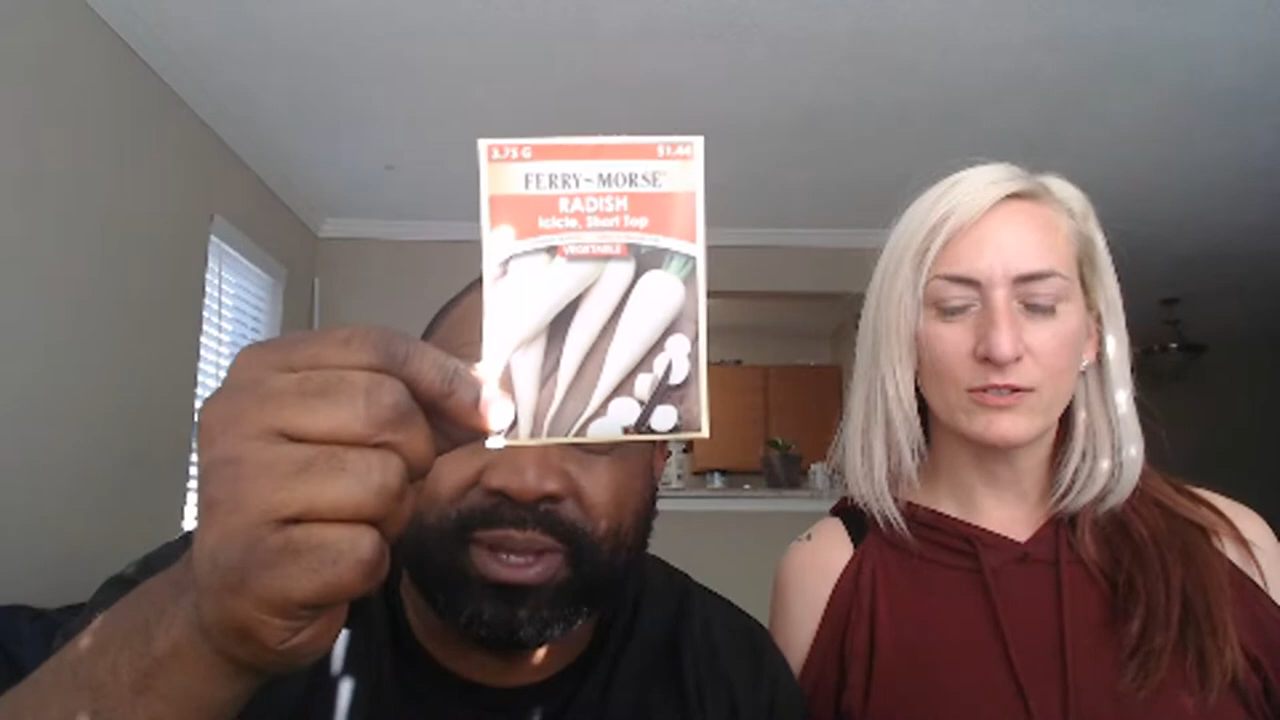 3.75 G $1.44
FERRY~MORSE®
RADISH
Icicle, Short Top
VEGETABLE